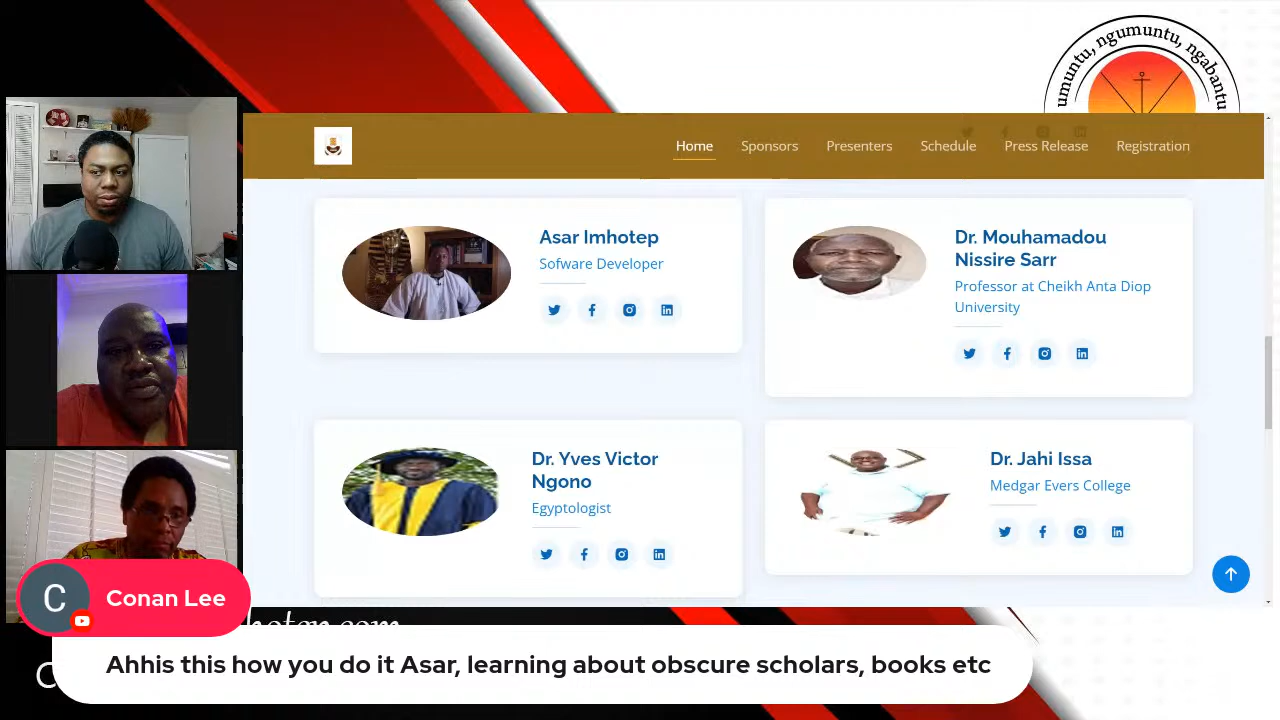 umuntu, ngumuntu, ngabantu
Home
Sponsors
Presenters
Schedule
Press Release
Registration
Asar Imhotep
Sofware Developer
Dr. Mouhamadou
Nissire Sarr
Professor at Cheikh Anta Diop
University
Dr. Yves Victor
Ngono
Egyptologist
Dr. Jahi Issa
Medgar Evers College
C
Conan Lee
Ahhis this how you do it Asar, learning about obscure scholars, books etc